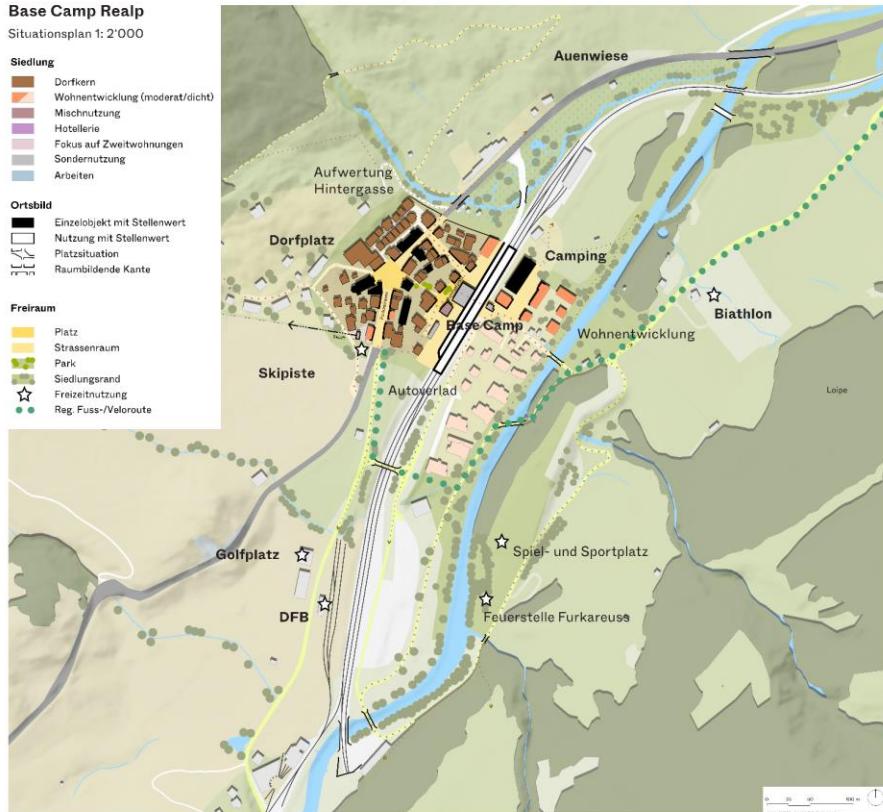 Base Camp Realp
Situationsplan 1: 2'000
Siedlung
Dorfkern
Wohnentwicklung (moderat/dicht)
Mischnutzung
Hotellerie
Fokus auf Zweitwohnungen
Sondernutzung
Arbeiten
Ortsbild
Einzelobjekt mit Stellenwert
Nutzung mit Stellenwert
Platzsituation
Raumbildende Kante
Freiraum
Platz
Strassenraum
Park
Siedlungsrand
Freizeitnutzung
Reg. Fuss-/Veloroute
Auenwiese
Aufwertung
Hintergasse
Dorfplatz
Camping
Biathlon
Base Camp
Wohnentwicklung
Skipiste
Autoverlad
Loipe
Golfplatz
Spiel- und Sportplatz
DFB
Feuerstelle Furkareuss